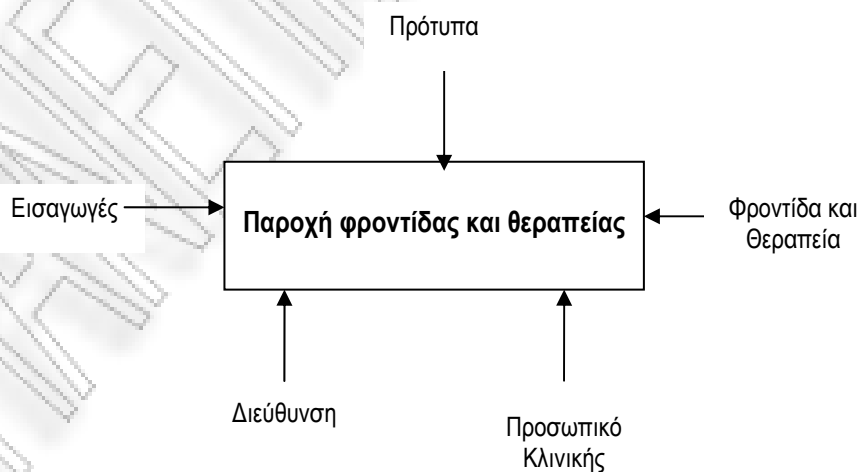 Πρότυπα
Εισαγωγές
Παροχή φροντίδας και θεραπείας
Φροντίδα και
Θεραπεία
Διεύθυνση
Προσωπικό
Κλινικής